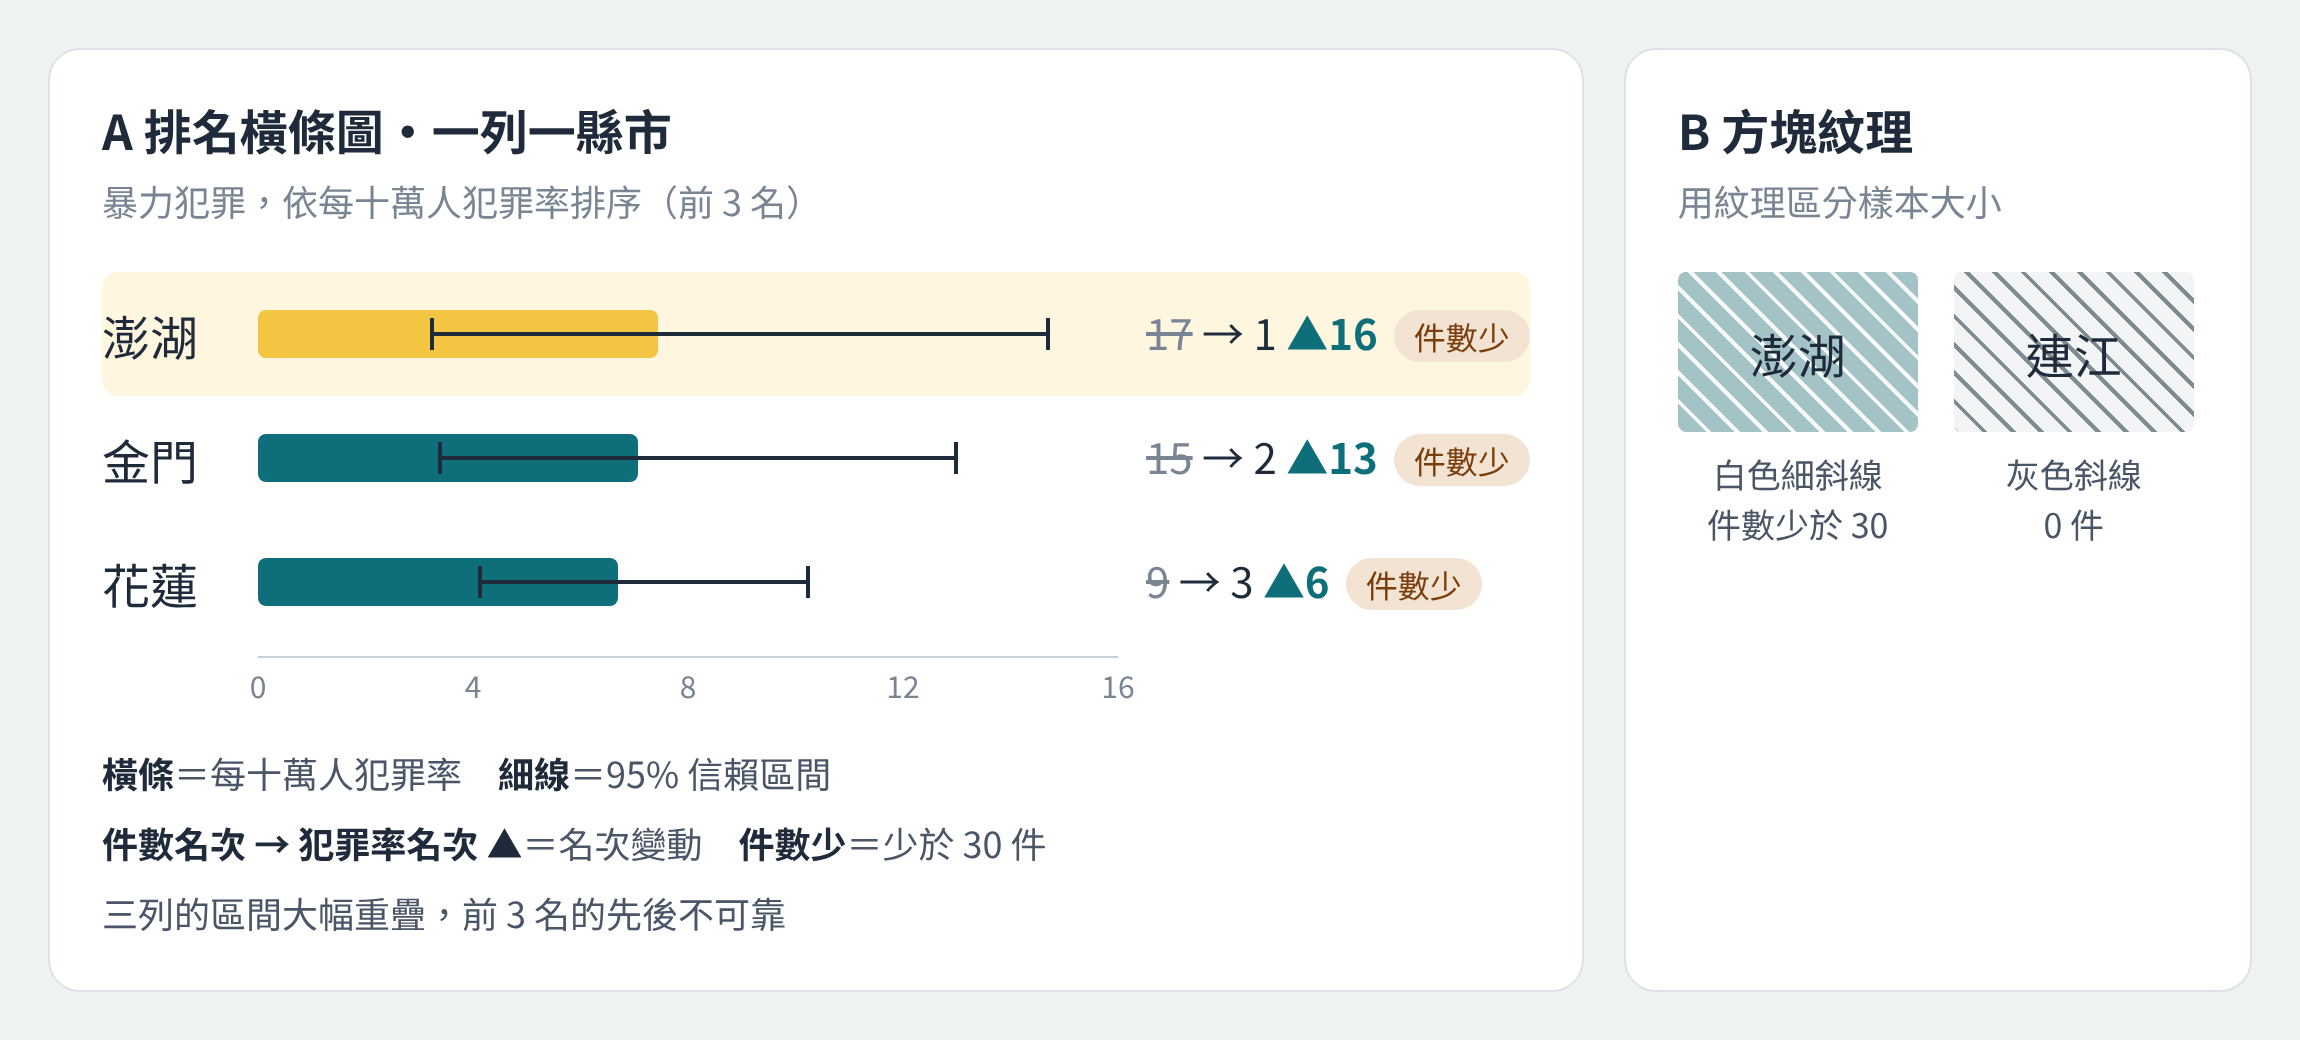 A 排名橫條圖・一列一縣市
暴力犯罪，依每十萬人犯罪率排序（前 3 名）
澎湖 17 → 1 ▲16 件數少
金門 15 → 2 ▲13 件數少
花蓮 9 → 3 ▲6 件數少
0 4 8 12 16
橫條＝每十萬人犯罪率 細線＝95% 信賴區間
件數名次 → 犯罪率名次 ▲＝名次變動 件數少＝少於 30 件
三列的區間大幅重疊，前 3 名的先後不可靠
B 方塊紋理
用紋理區分樣本大小
澎湖 連江
白色細斜線 灰色斜線
件數少於 30 0 件